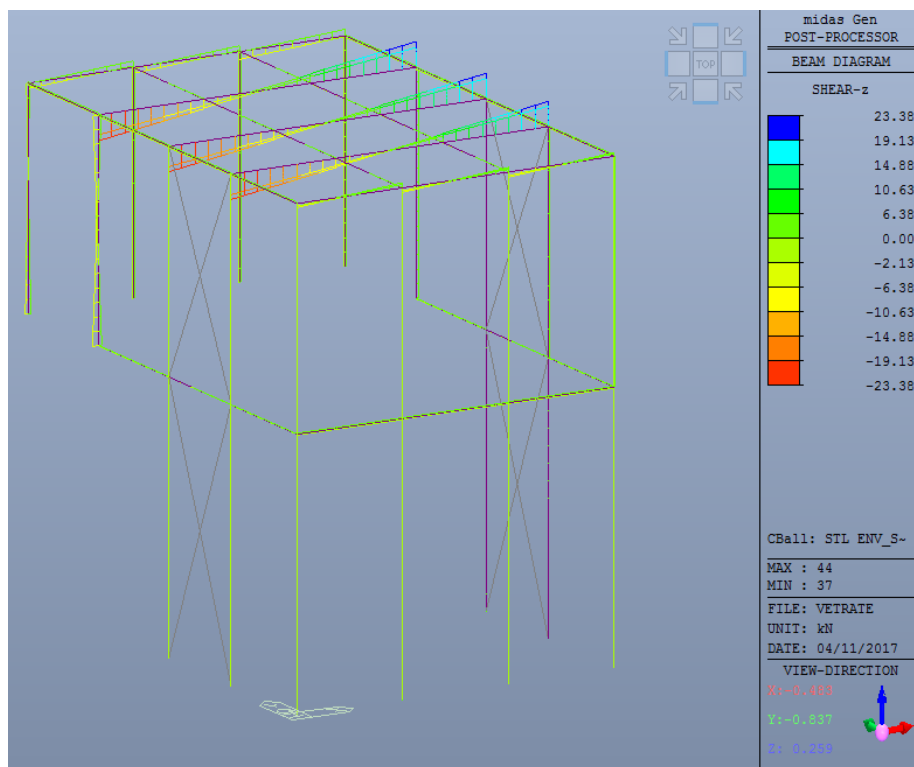 midas Gen
POST-PROCESSOR
BEAM DIAGRAM
SHEAR-z
TOP
23.38
19.13
14.88
10.63
6.38
0.00
-2.13
-6.38
-10.63
-14.88
-19.13
-23.38
CBall: STL ENV_S~
MAX : 44
MIN : 37
FILE: VETRATE
UNIT: kN
DATE: 04/11/2017
VIEW-DIRECTION
X:-0.483
Y:-0.837
Z: 0.259